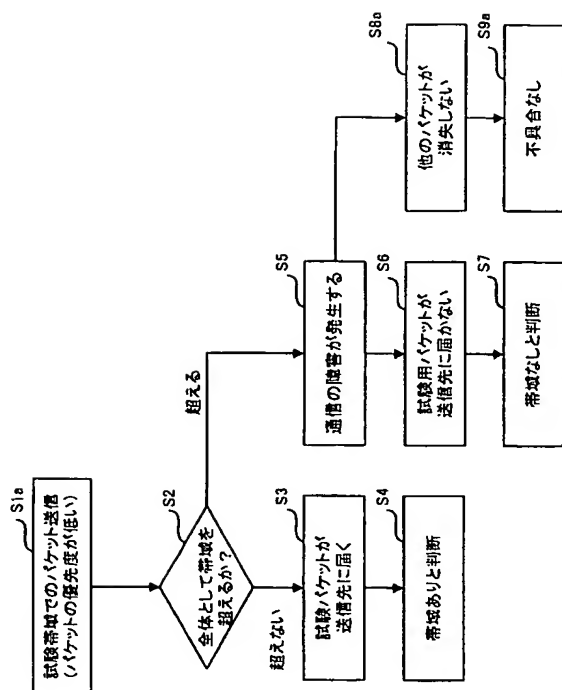 S1a
試験帯域でのパケット送信
(パケットの優先度が低い)
S2
全体として帯域を
超えるか?
超えない
超える
S3
試験パケットが
送信先に届く
S4
帯域ありと判断
S5
通信の障害が発生する
S6
試験用パケットが
送信先に届かない
S7
帯域なしと判断
S8a
他のパケットが
消失しない
S9a
不具合なし